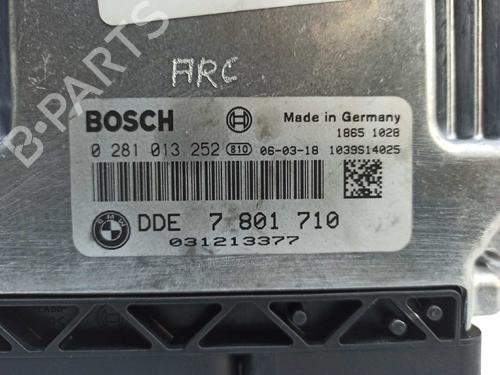 B-PARTS
ARC
BOSCH
Made in Germany
1865 1028
0 281 013 252 810 06-03-18 1039S14025
BMW
DDE 7 801 710
031213377